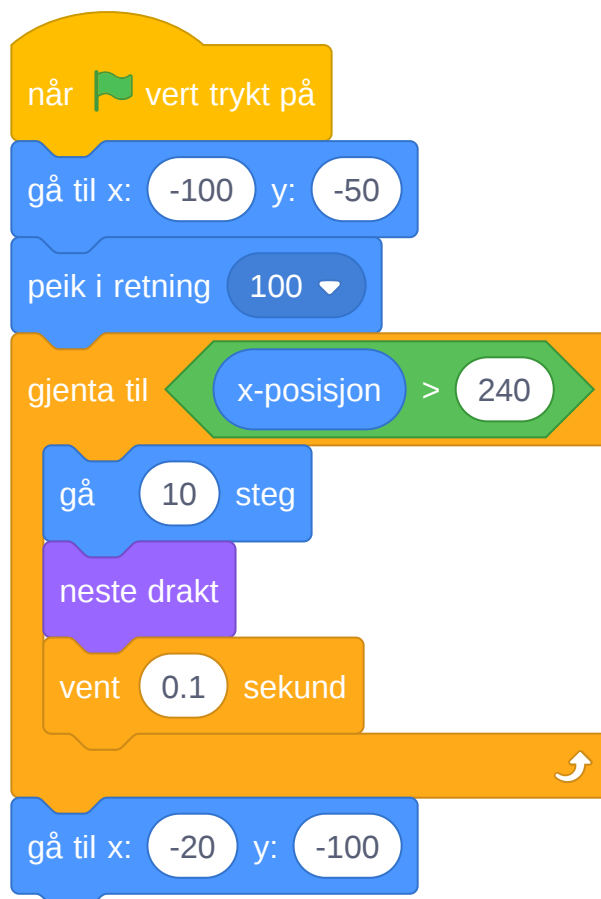 når vert trykt på
gå til x: -100 y: -50
peik i retning 100
gjenta til x-posisjon > 240
gå 10 steg
neste drakt
vent 0.1 sekund
gå til x: -20 y: -100